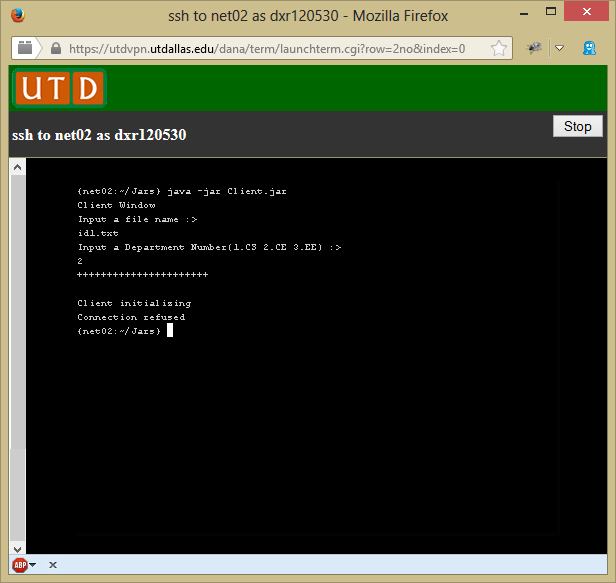 ssh to net02 as dxr120530 - Mozilla Firefox
https://utdvpn.utdallas.edu/dana/term/launchterm.cgi?row=2no&index=0
UTD
ssh to net02 as dxr120530
Stop
{net02:~/Jars} java -jar Client.jar
Client Window
Input a file name :>
id1.txt
Input a Department Number(1.CS 2.CE 3.EE) :>
2
++++++++++++++++++++++
Client initializing
Connection refused
{net02:~/Jars}
ABP